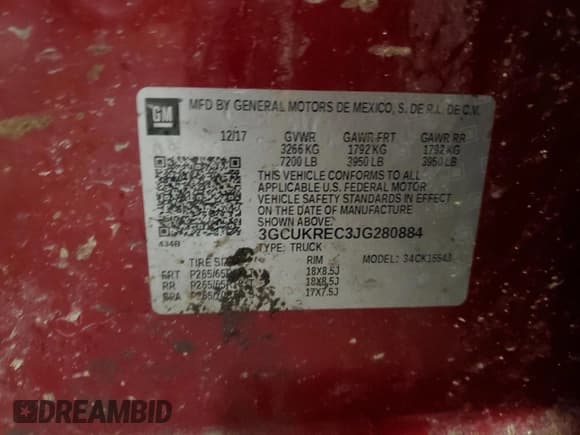 GM
MFD BY GENERAL MOTORS DE MEXICO, S. DE R.L. DE C.V.
12/17 GVWR GAWR FRT GAWR RR
3266 KG 1792 KG 1792 KG
7200 LB 3950 LB 3950 LB
THIS VEHICLE CONFORMS TO ALL
APPLICABLE U.S. FEDERAL MOTOR
VEHICLE SAFETY STANDARDS IN EFFECT
ON THE DATE OF MANUFACTURE
SHOWN ABOVE.
434B 3GCUKREC3JG280884
TYPE: TRUCK MODEL:
TIRE RIM
FRT 18X8.5J
RR 18X8.5J
SPA 17X7.5J
DREAMBID